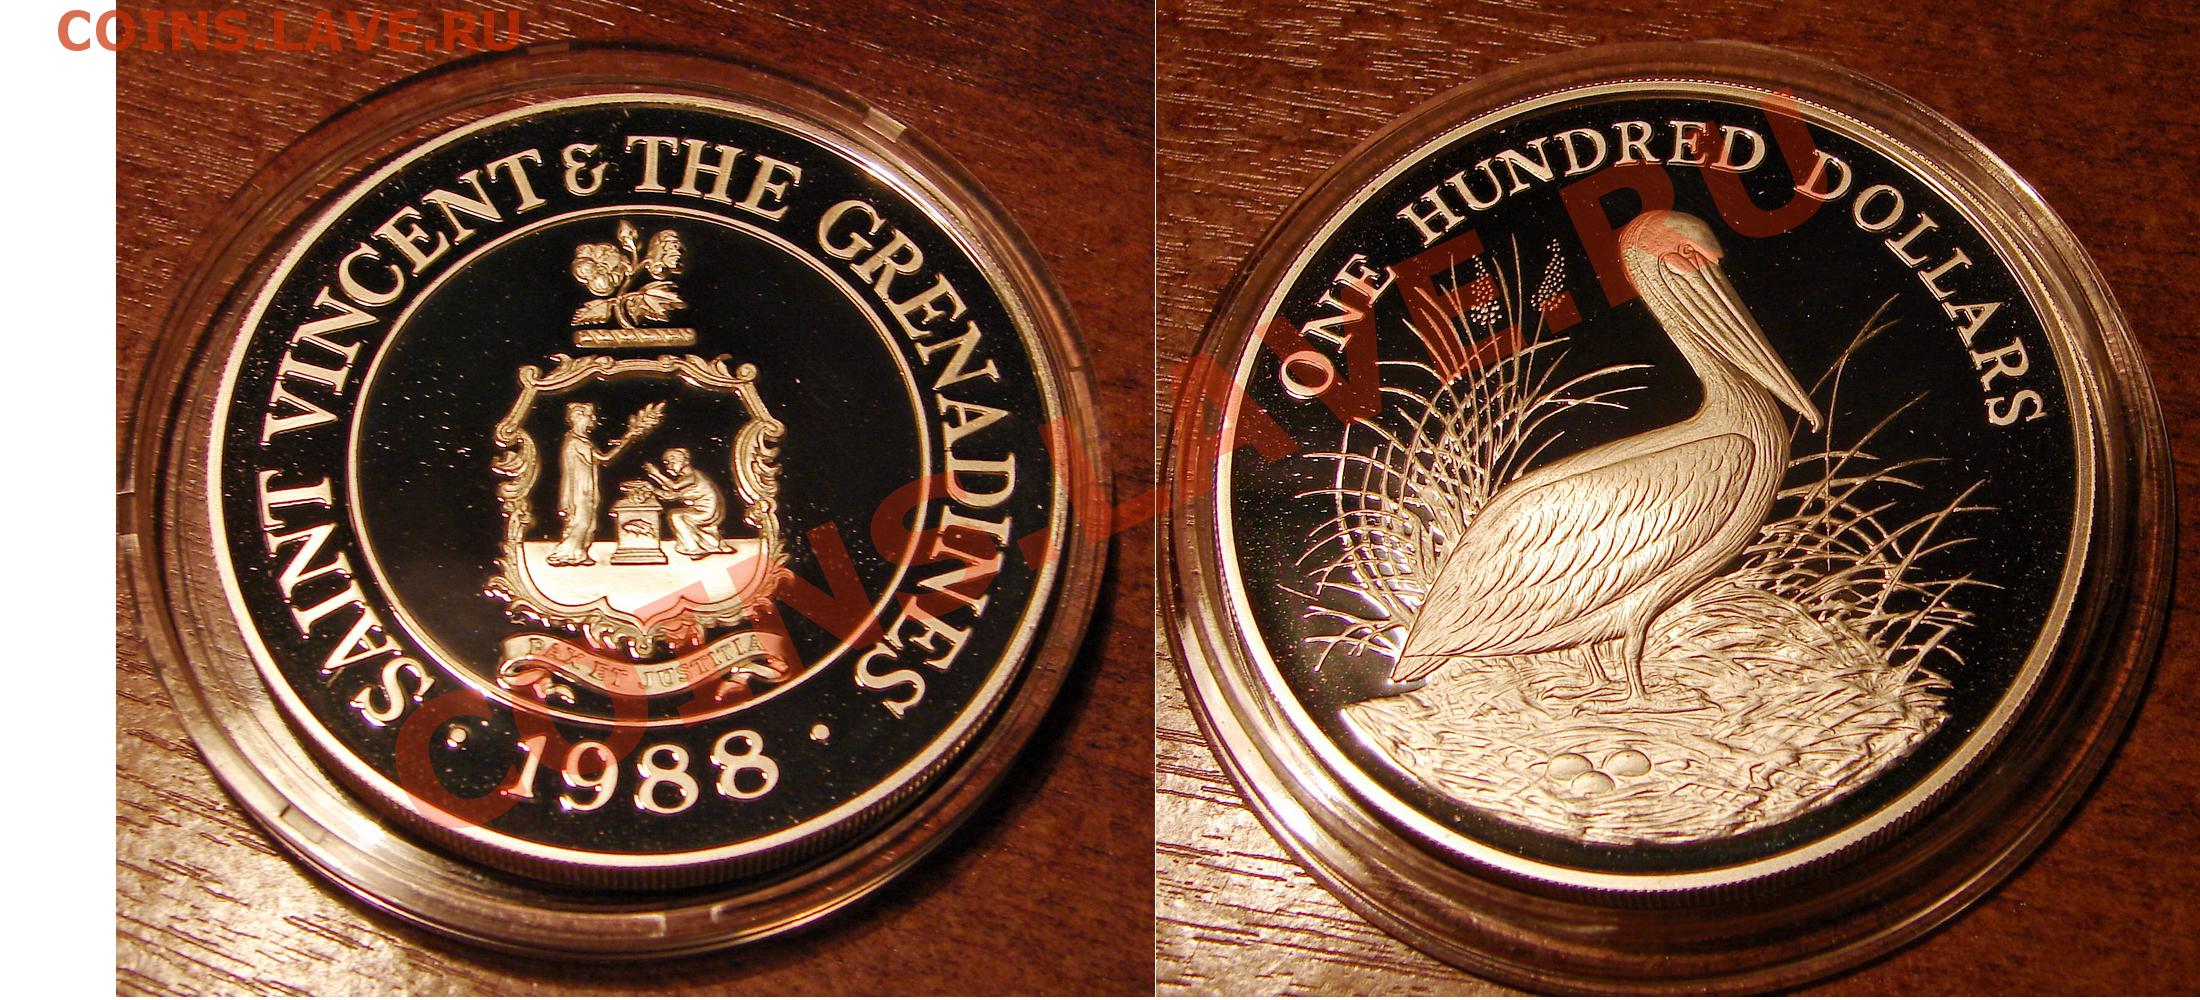 COINS.LAVE.RU
SAINT VINCENT & THE GRENADINES
PAX ET JUSTITIA
· 1988 ·
ONE HUNDRED DOLLARS
COINS.LAVE.RU